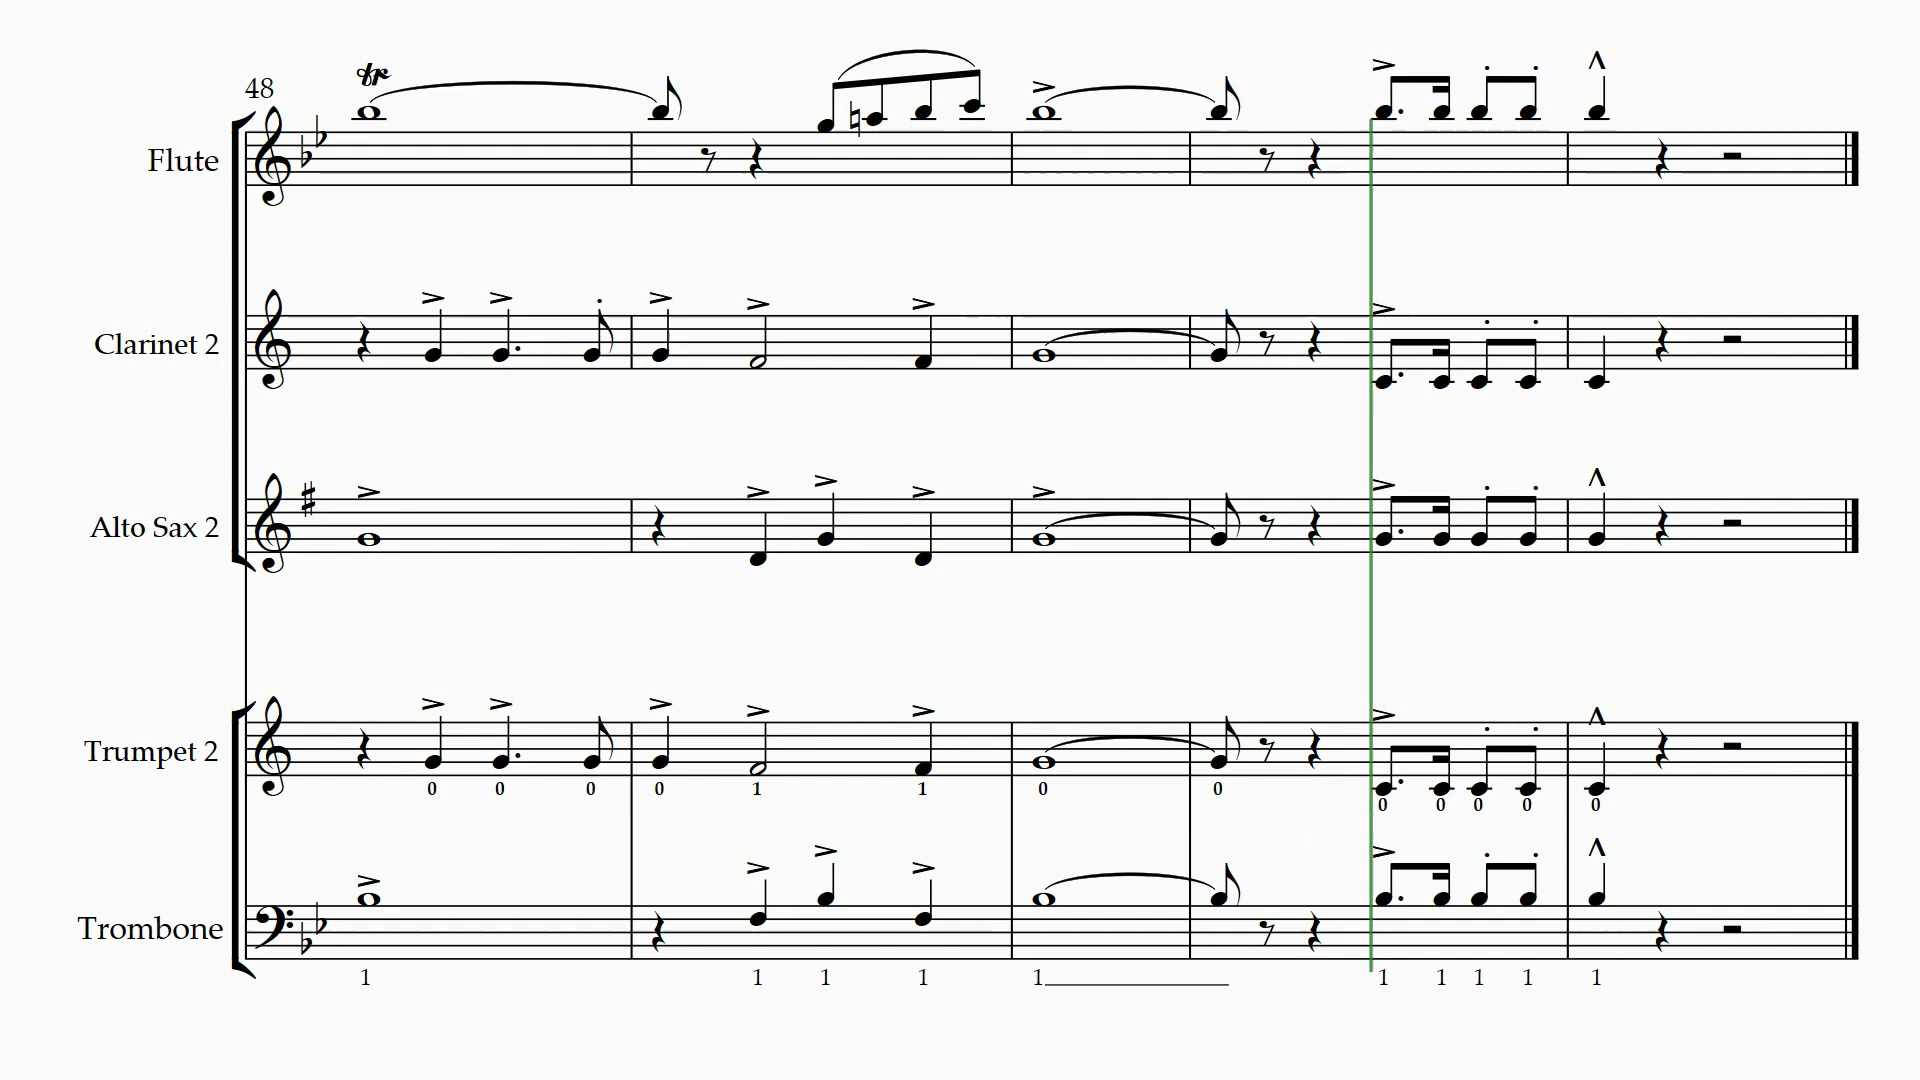 48
Flute
Clarinet 2
Alto Sax 2
Trumpet 2
0 0 0 0 1 1 0 0 0 0 0 0 0
Trombone
1 1 1 1 1 1 1 1 1 1